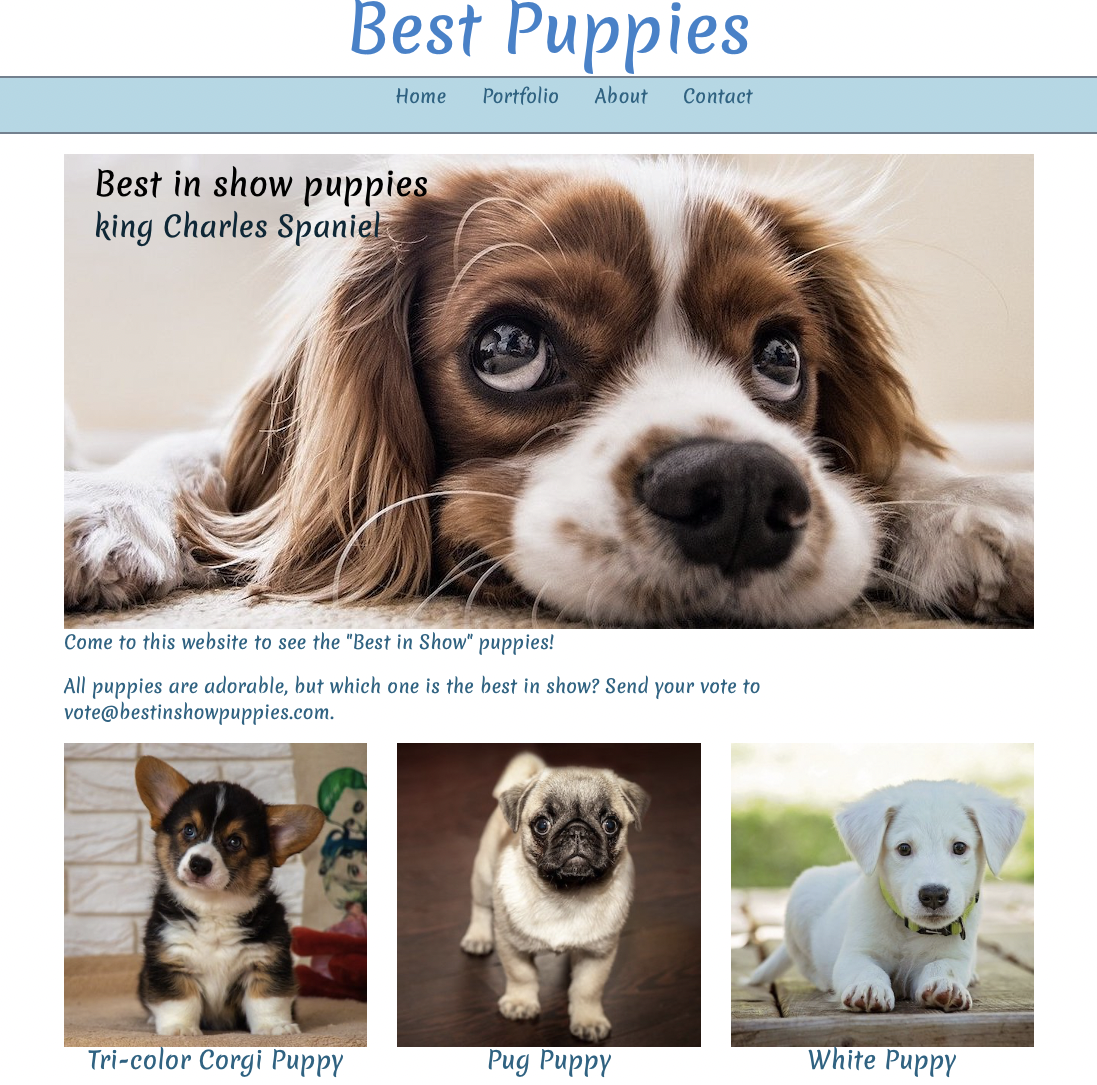 Best Puppies
Home Portfolio About Contact
Best in show puppies
king Charles Spaniel
Come to this website to see the "Best in Show" puppies!
All puppies are adorable, but which one is the best in show? Send your vote to
vote@bestinshowpuppies.com.
Tri-color Corgi Puppy
Pug Puppy
White Puppy